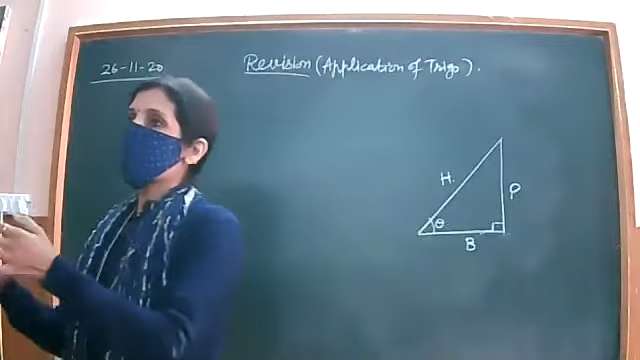 26-11-20
Revision (Application of Trigo).
H.
P
θ
B